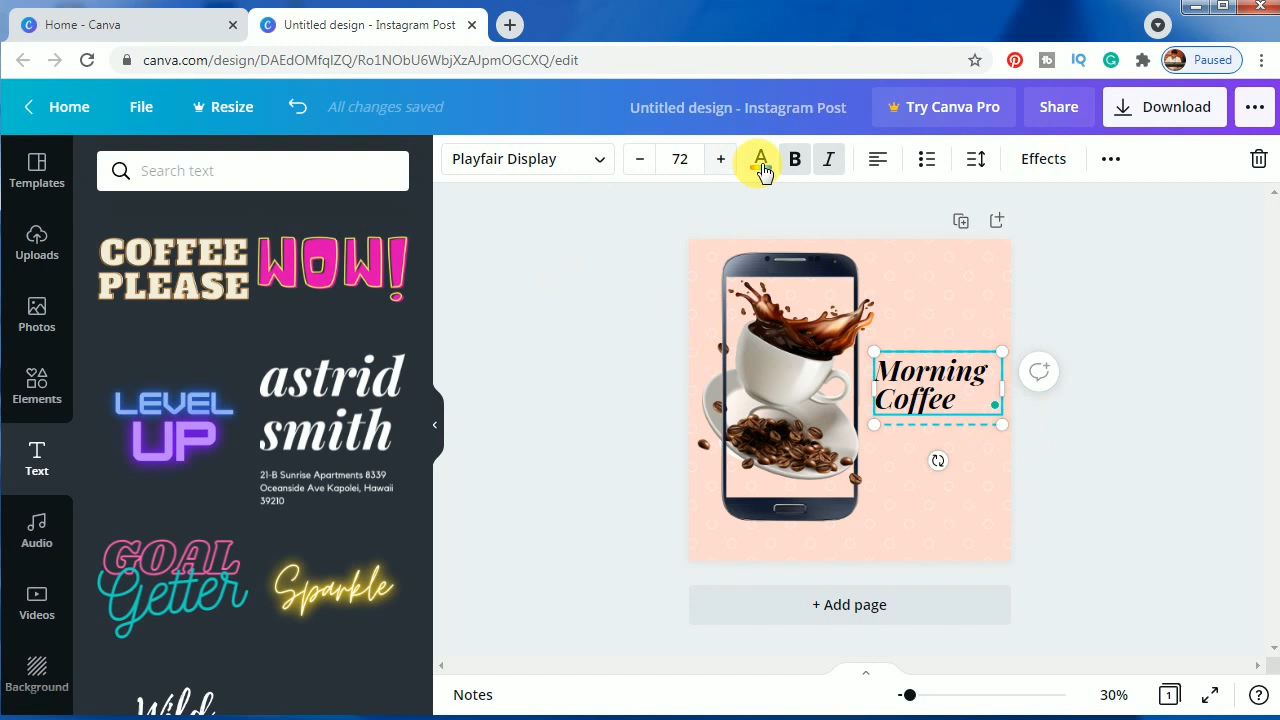 Home - Canva
Untitled design - Instagram Post
canva.com/design/DAEdOMfqIZQ/Ro1NObU6WbjXzAJpmOGCXQ/edit
Paused
Home
File
Resize
All changes saved
Untitled design - Instagram Post
Try Canva Pro
Share
Download
Templates
Uploads
Photos
Elements
Text
Audio
Videos
Background
Search text
COFFEE
PLEASE
WOW!
LEVEL
UP
astrid
smith
21-B Sunrise Apartments 8339
Oceanside Ave Kapolei, Hawaii
39210
GOAL
Getter
Sparkle
Wild
Playfair Display
72
A
B
I
Effects
Morning
Coffee
+ Add page
Notes
30%
1